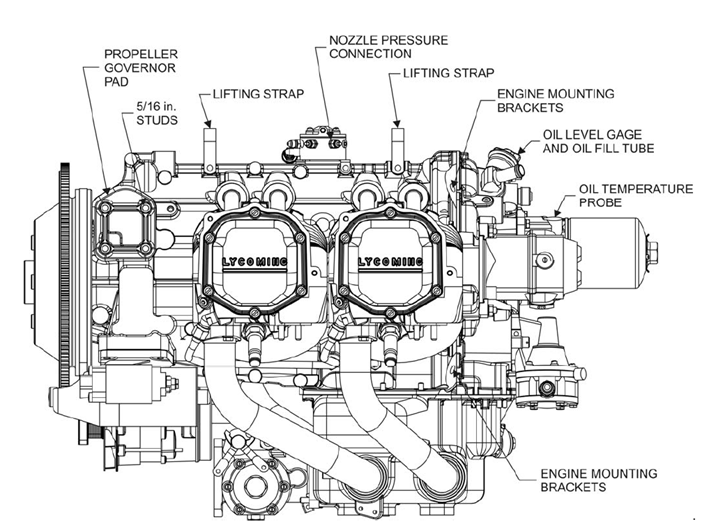 NOZZLE PRESSURE
CONNECTION
PROPELLER
GOVERNOR
PAD
LIFTING STRAP
LIFTING STRAP
5/16 in.
STUDS
ENGINE MOUNTING
BRACKETS
OIL LEVEL GAGE
AND OIL FILL TUBE
OIL TEMPERATURE
PROBE
LYCOMING
LYCOMING
ENGINE MOUNTING
BRACKETS